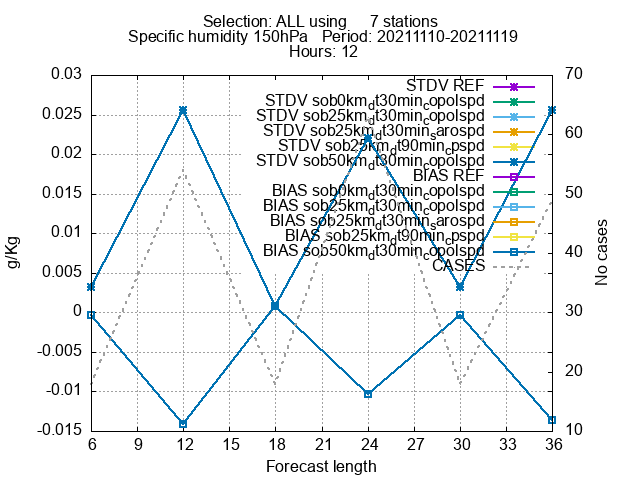 Selection: ALL using 7 stations
Specific humidity 150hPa Period: 20211110-20211119
Hours: 12
STDV REF
STDV sob0km_dt30min_copolspd
STDV sob25km_dt30min_copolspd
STDV sob25km_dt30min_sarospd
STDV sob25km_dt90min_cpspd
STDV sob50km_dt30min_copolspd
BIAS REF
BIAS sob0km_dt30min_copolspd
BIAS sob25km_dt30min_copolspd
BIAS sob25km_dt30min_sarospd
BIAS sob25km_dt90min_cpspd
BIAS sob50km_dt30min_copolspd
CASES
0.03
0.025
0.02
0.015
0.01
0.005
0
-0.005
-0.01
-0.015
g/Kg
70
60
50
40
30
20
10
No cases
6 9 12 15 18 21 24 27 30 33 36
Forecast length